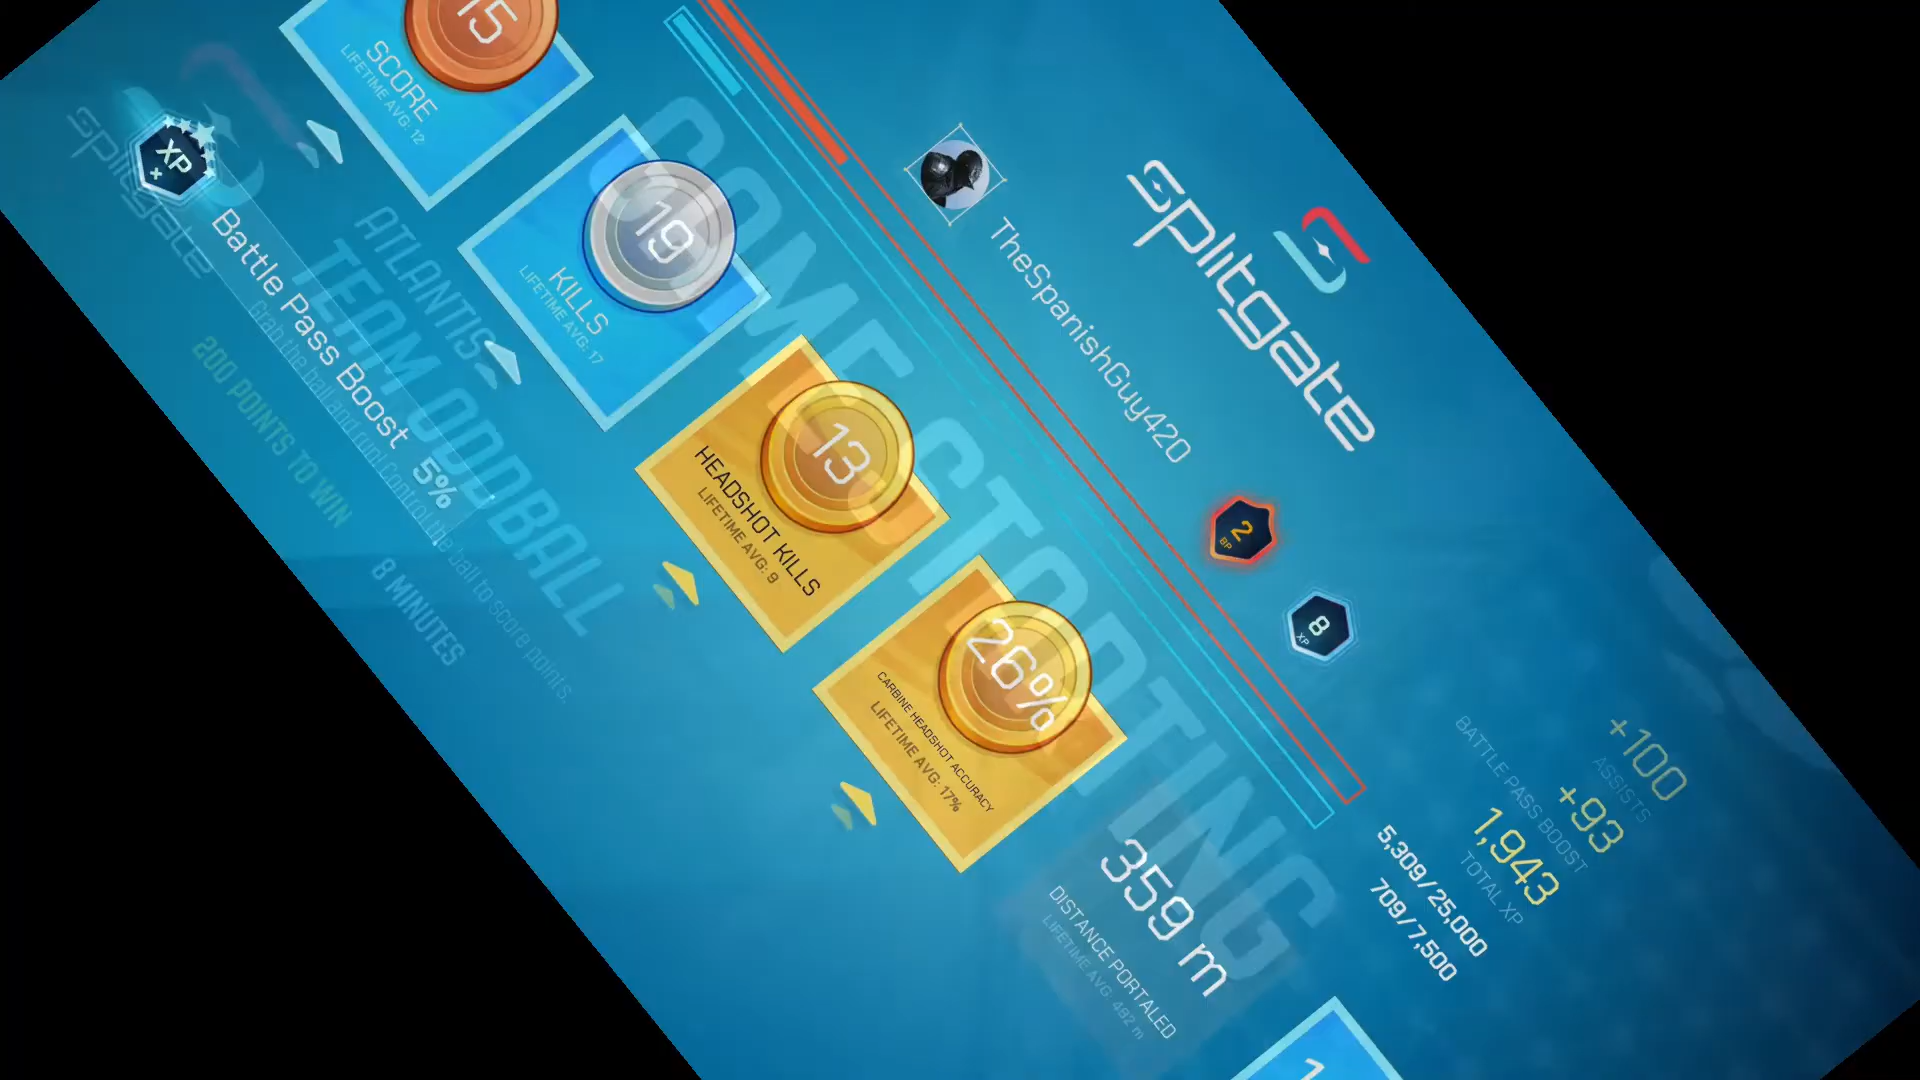 splitgate
TheSpanishGuy420
2
BP
8
XP
+100
ASSISTS
+93
BATTLE PASS BOOST
1,943
TOTAL XP
5,309/25,000
709/7,500
GAME STARTING
15
SCORE
LIFETIME AVG: 12
19
KILLS
LIFETIME AVG: 17
13
HEADSHOT KILLS
LIFETIME AVG: 9
26%
CARBINE HEADSHOT ACCURACY
LIFETIME AVG: 17%
359 m
DISTANCE PORTALED
LIFETIME AVG: 482 m
1
ATLANTIS
TEAM ODDBALL
splitgate
XP
+
Battle Pass Boost 5%
Grab the ball and run! Control the ball to score points.
200 POINTS TO WIN
8 MINUTES